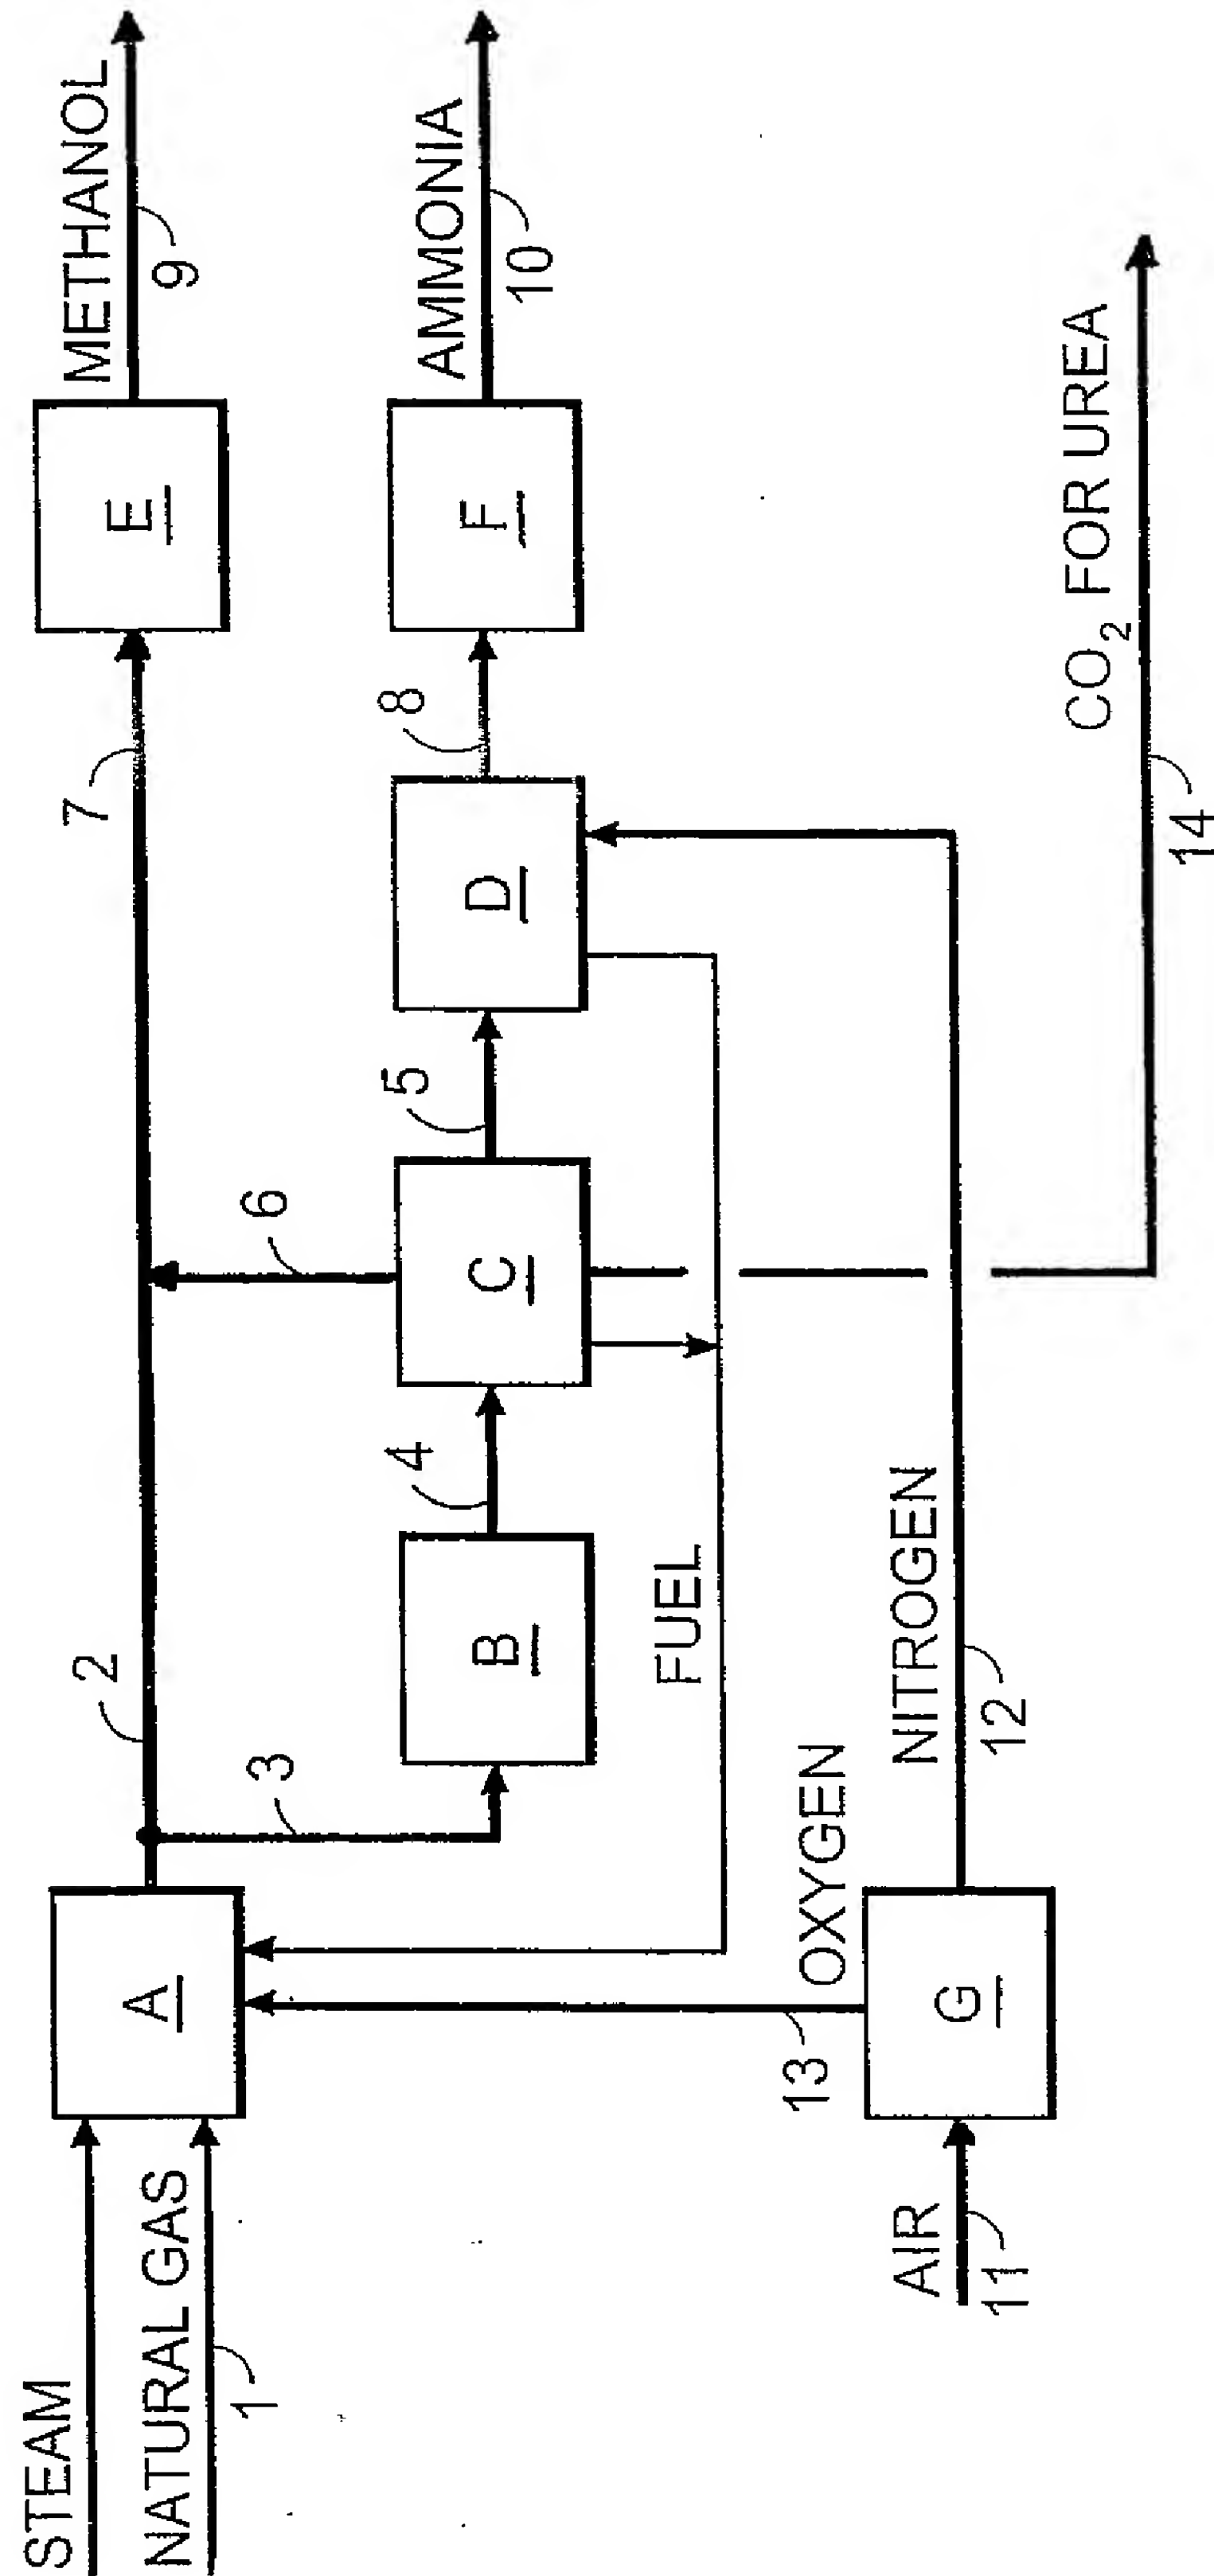 STEAM
NATURAL GAS
1
A
2
3
B
4
C
5
6
7
D
8
E
METHANOL
9
F
AMMONIA
10
FUEL
OXYGEN
13
AIR
11
G
NITROGEN
12
CO₂ FOR UREA
14